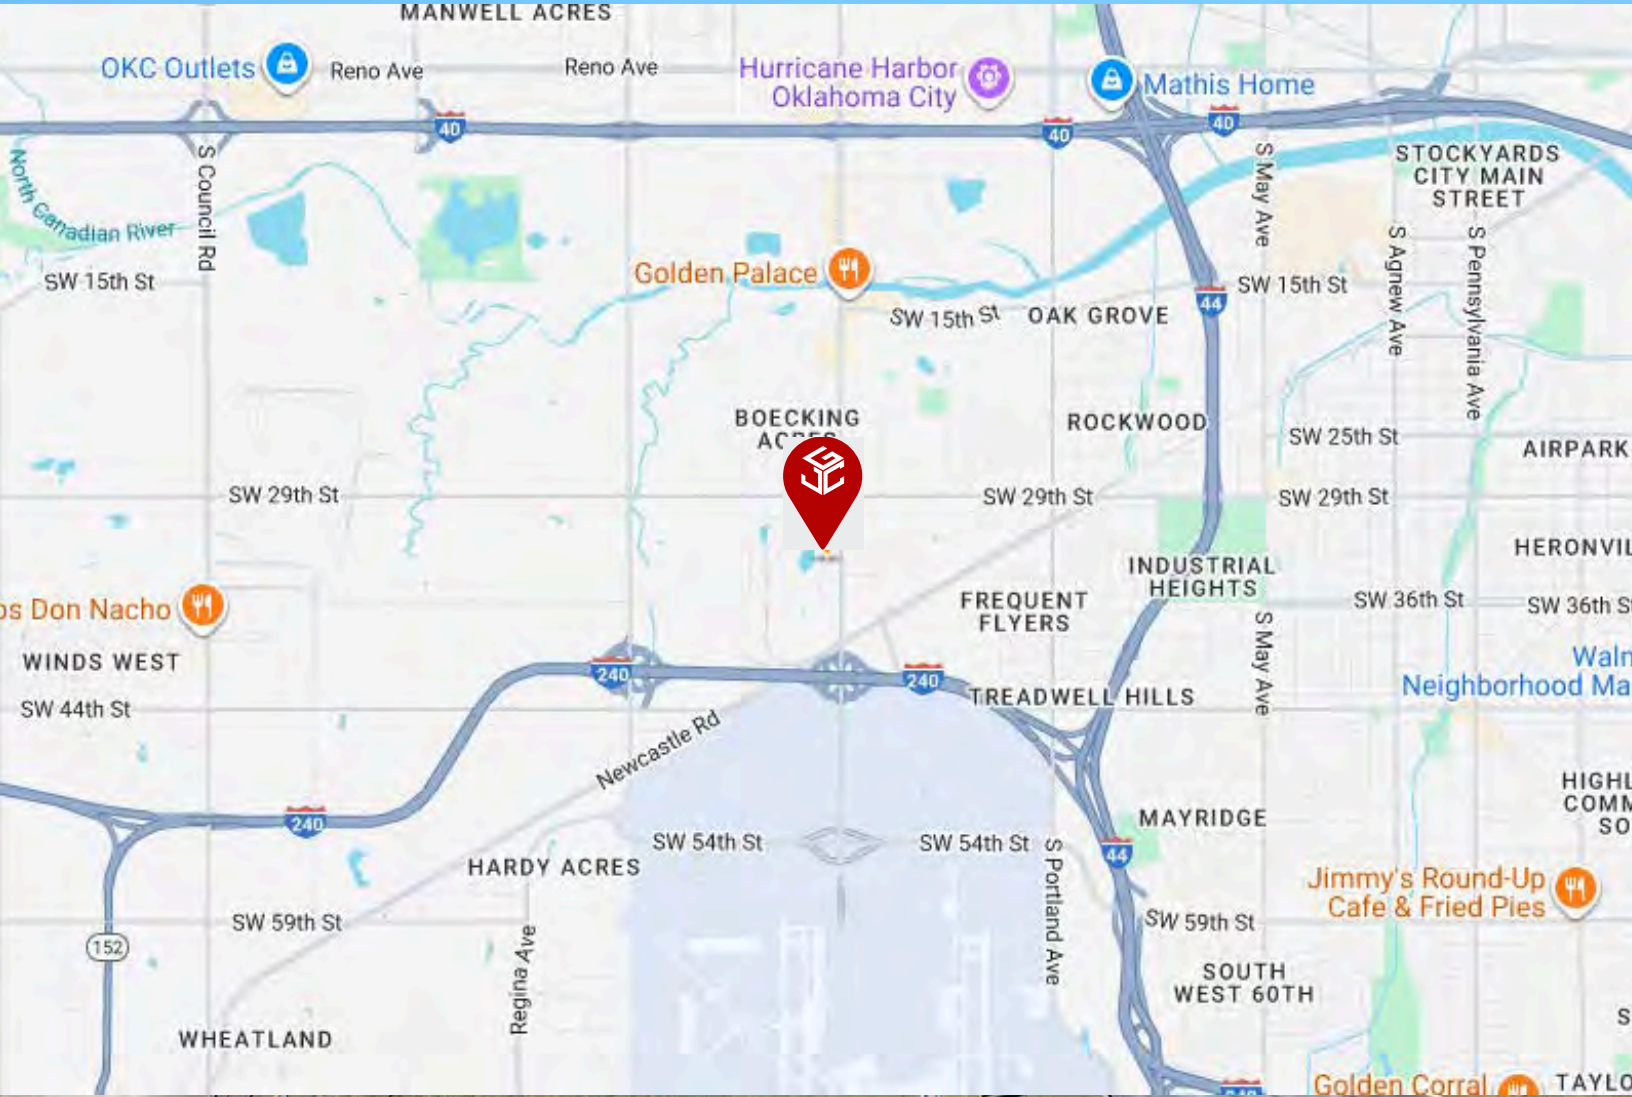 MANWELL ACRES
OKC Outlets
Reno Ave
Reno Ave
Hurricane Harbor
Oklahoma City
Mathis Home
40
40
40
North Canadian River
S Council Rd
S May Ave
STOCKYARDS
CITY MAIN
STREET
SW 15th St
Golden Palace
SW 15th St
OAK GROVE
44
SW 15th St
S Agnew Ave
S Pennsylvania Ave
BOECKING
ACRES
ROCKWOOD
SW 25th St
AIRPARK
SW 29th St
SW 29th St
SW 29th St
HERONVIL
INDUSTRIAL
HEIGHTS
os Don Nacho
FREQUENT
FLYERS
SW 36th St
SW 36th St
WINDS WEST
S May Ave
Waln
Neighborhood Ma
240
240
TREADWELL HILLS
SW 44th St
Newcastle Rd
HIGHL
COMM
SO
240
MAYRIDGE
SW 54th St
SW 54th St
S Portland Ave
44
HARDY ACRES
Jimmy's Round-Up
Cafe & Fried Pies
SW 59th St
SW 59th St
152
Regina Ave
SOUTH
WEST 60TH
WHEATLAND
S
Golden Corral
TAYLO
240